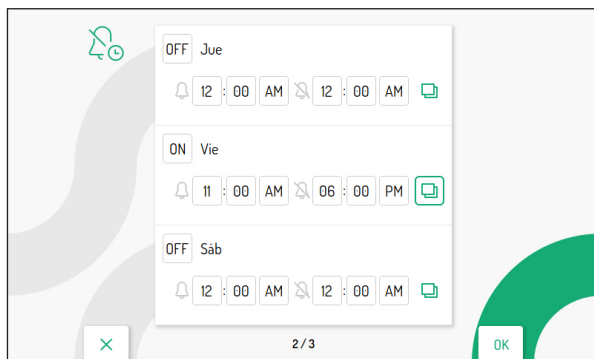 OFF Jue
12 : 00 AM 12 : 00 AM
ON Vie
11 : 00 AM 06 : 00 PM
OFF Sáb
12 : 00 AM 12 : 00 AM
2/3
OK